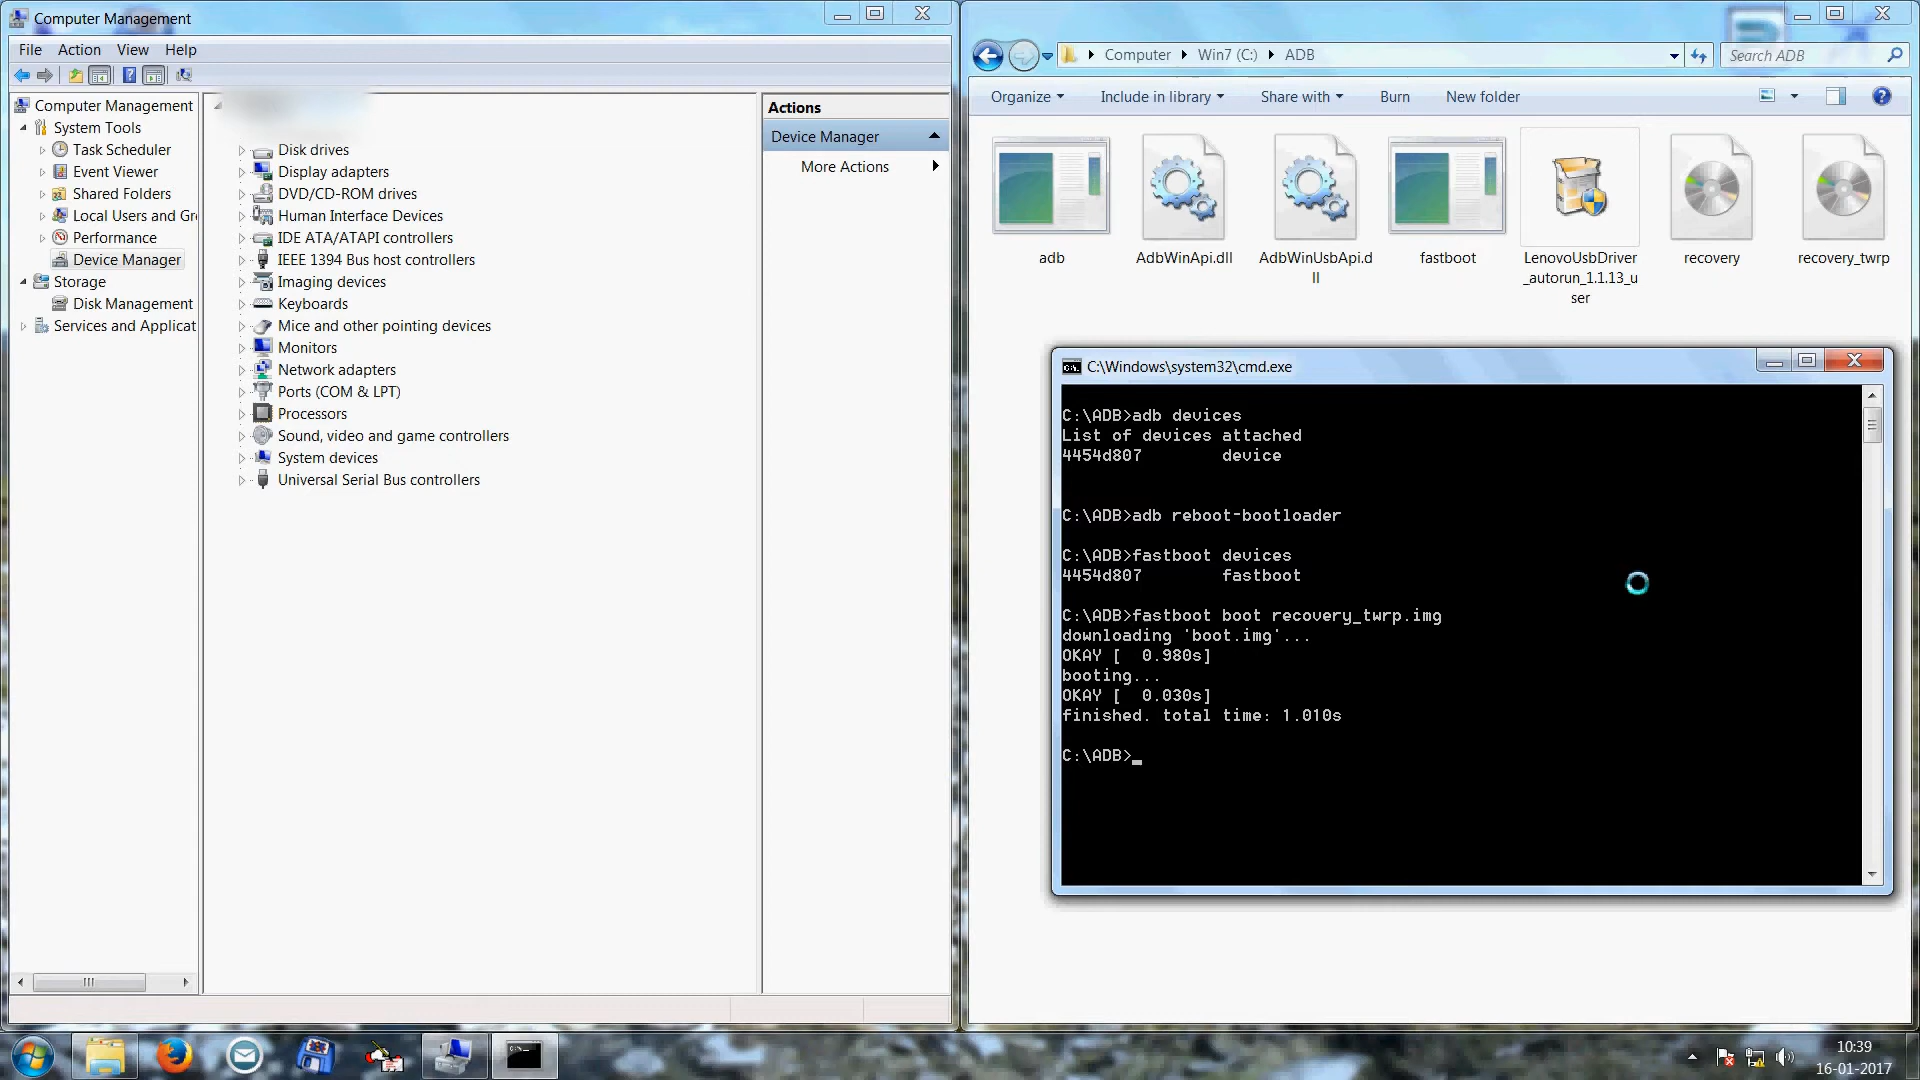 Computer Management
File Action View Help
Computer Management
System Tools
Task Scheduler
Event Viewer
Shared Folders
Local Users and Gr
Performance
Device Manager
Storage
Disk Management
Services and Applicat
Disk drives
Display adapters
DVD/CD-ROM drives
Human Interface Devices
IDE ATA/ATAPI controllers
IEEE 1394 Bus host controllers
Imaging devices
Keyboards
Mice and other pointing devices
Monitors
Network adapters
Ports (COM & LPT)
Processors
Sound, video and game controllers
System devices
Universal Serial Bus controllers
Actions
Device Manager
More Actions
Computer Win7 (C:) ADB
Search ADB
Organize Include in library Share with Burn New folder
adb
AdbWinApi.dll
AdbWinUsbApi.d
ll
fastboot
LenovoUsbDriver
_autorun_1.1.13_u
ser
recovery
recovery_twrp
C:\Windows\system32\cmd.exe
C:\ADB>adb devices
List of devices attached
4454d807 device
C:\ADB>adb reboot-bootloader
C:\ADB>fastboot devices
4454d807 fastboot
C:\ADB>fastboot boot recovery_twrp.img
downloading 'boot.img'...
OKAY [ 0.980s]
booting...
OKAY [ 0.030s]
finished. total time: 1.010s
C:\ADB>_
10:39
16-01-2017